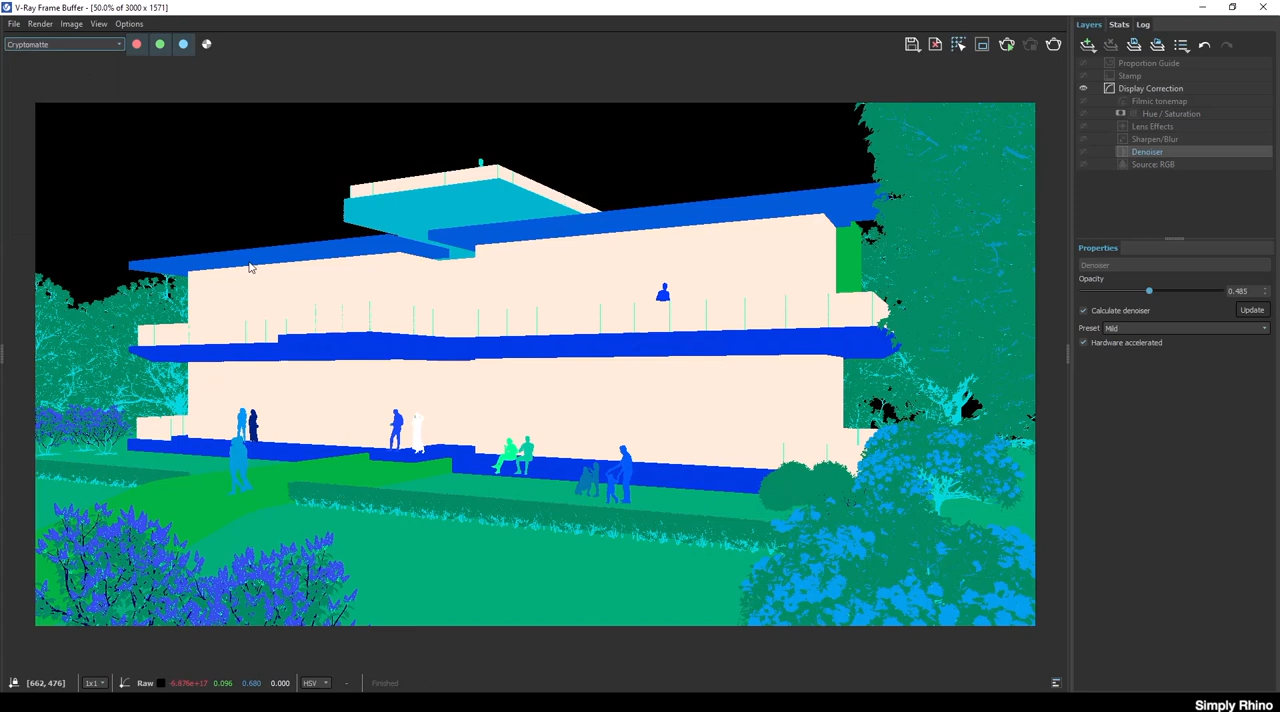 V-Ray Frame Buffer - [50.0% of 3000 x 1571]
File Render Image View Options
Cryptomatte
Layers Stats Log
Proportion Guide
Stamp
Display Correction
Filmic tonemap
Hue / Saturation
Lens Effects
Sharpen/Blur
Denoiser
Source: RGB
Properties
Denoiser
Opacity
0.485
Calculate denoiser Update
Preset Mild
Hardware accelerated
[662, 476] 1x1 Raw -6.876e+17 0.096 0.680 0.000 HSV - Finished
Simply Rhino